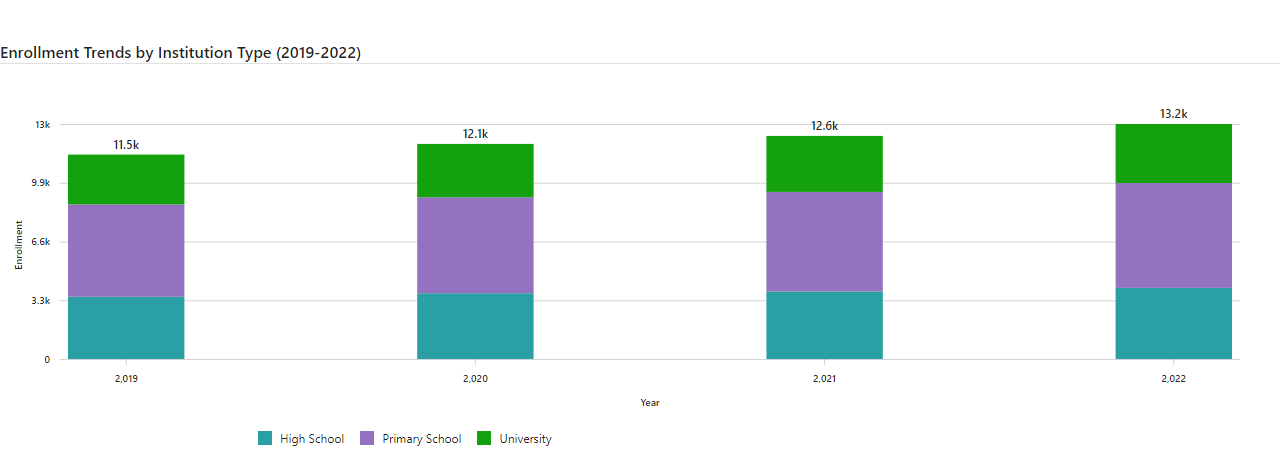 Enrollment Trends by Institution Type (2019-2022)
13k
9.9k
6.6k
3.3k
0
Enrollment
11.5k
12.1k
12.6k
13.2k
2,019
2,020
2,021
2,022
Year
High School
Primary School
University